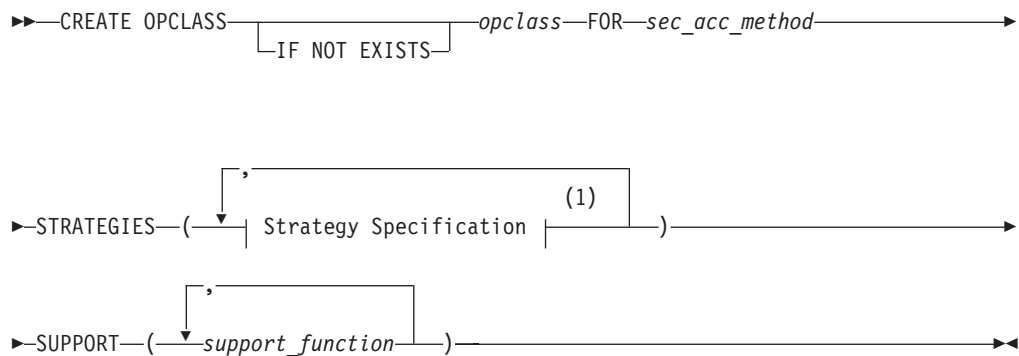 CREATE OPCLASS opclass FOR sec_acc_method
IF NOT EXISTS
,
(1)
STRATEGIES ( Strategy Specification )
,
SUPPORT ( support_function )